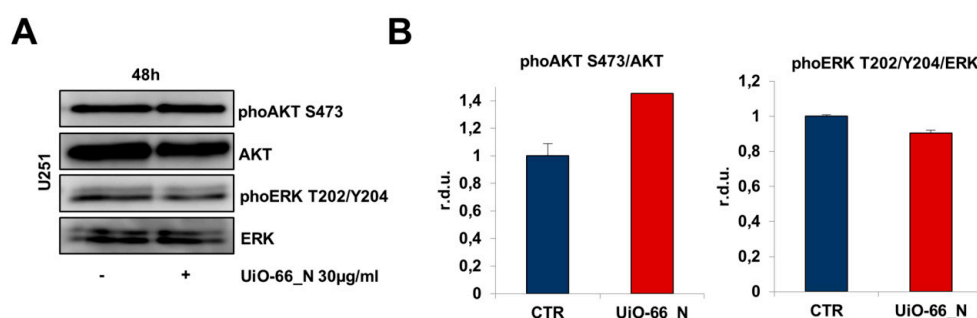 A
48h
U251
phoAKT S473
AKT
phoERK T202/Y204
ERK
- + UiO-66_N 30µg/ml
B
phoAKT S473/AKT
r.d.u.
1,4
1,2
1
0,8
0,6
0,4
0,2
0
CTR UiO-66_N
phoERK T202/Y204/ERK
r.d.u.
1,2
1
0,8
0,6
0,4
0,2
0
CTR UiO-66_N